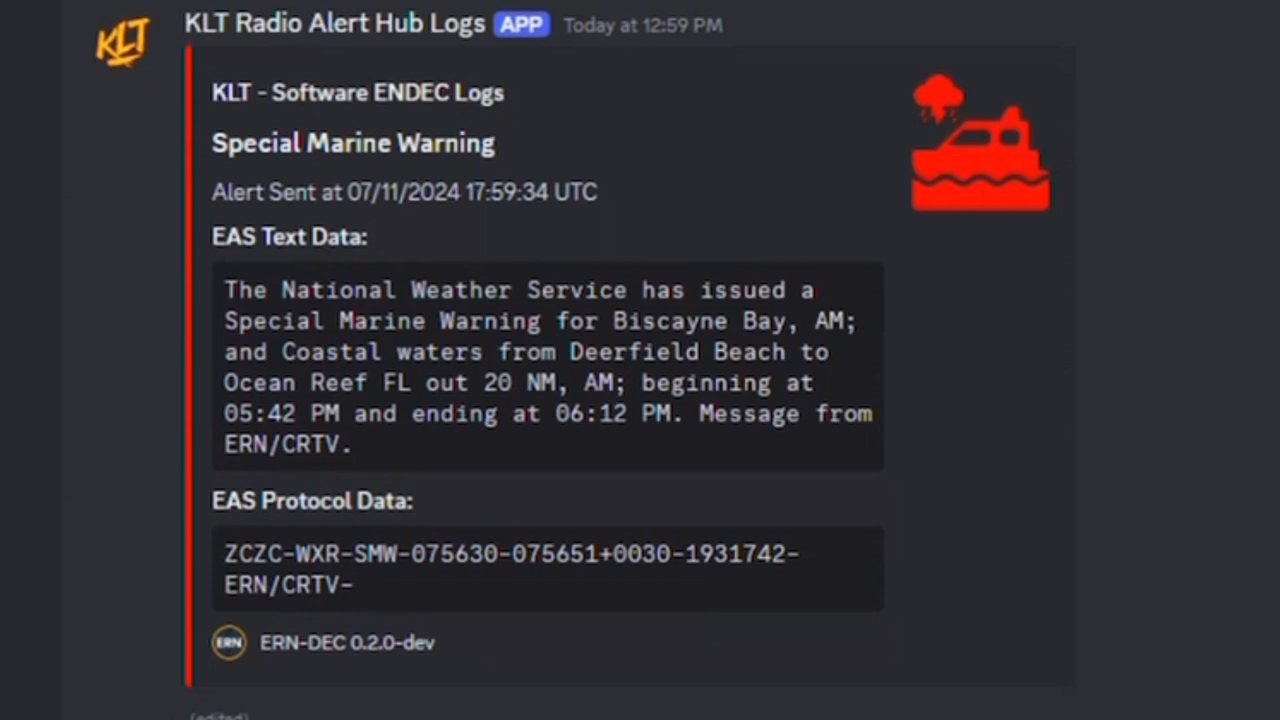 KLT
KLT Radio Alert Hub Logs APP Today at 12:59 PM
KLT - Software ENDEC Logs
Special Marine Warning
Alert Sent at 07/11/2024 17:59:34 UTC
EAS Text Data:
The National Weather Service has issued a
Special Marine Warning for Biscayne Bay, AM;
and Coastal waters from Deerfield Beach to
Ocean Reef FL out 20 NM, AM; beginning at
05:42 PM and ending at 06:12 PM. Message from
ERN/CRTV.
EAS Protocol Data:
ZCZC-WXR-SMW-075630-075651+0030-1931742-
ERN/CRTV-
ERN ERN-DEC 0.2.0-dev
(edited)